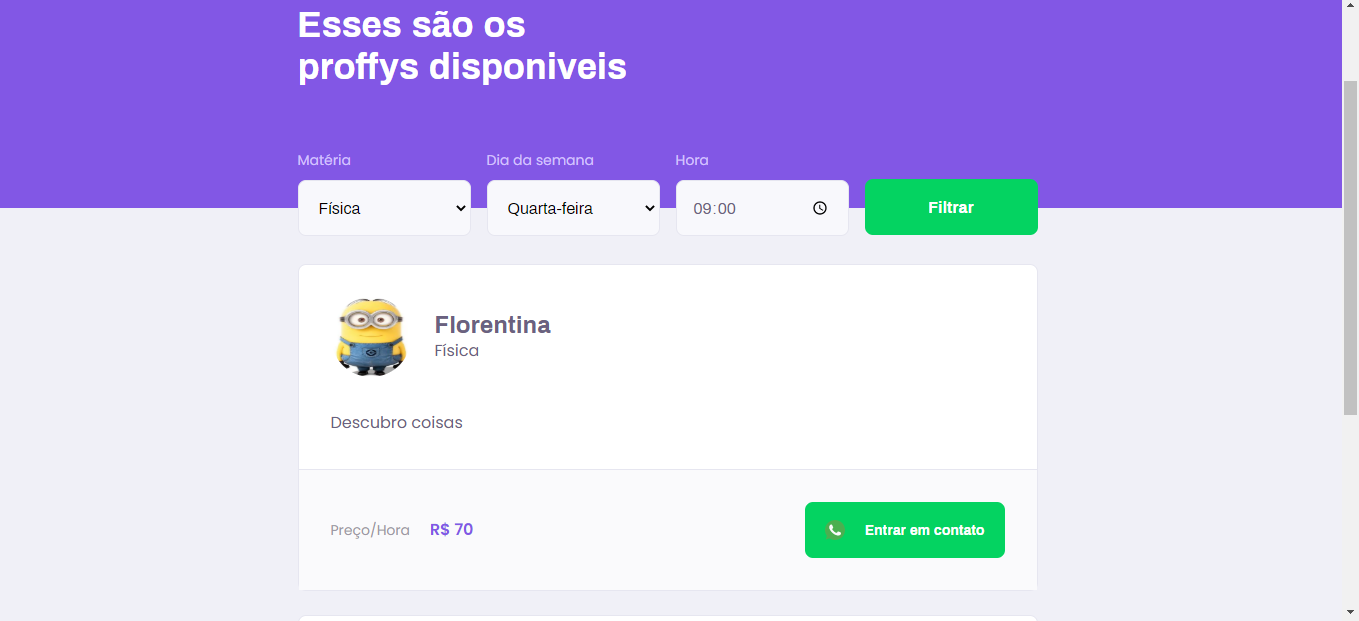 Esses são os
proffys disponiveis
Matéria Dia da semana Hora
Física Quarta-feira 09:00 Filtrar
Florentina
Física
Descubro coisas
Preço/Hora R$ 70 Entrar em contato